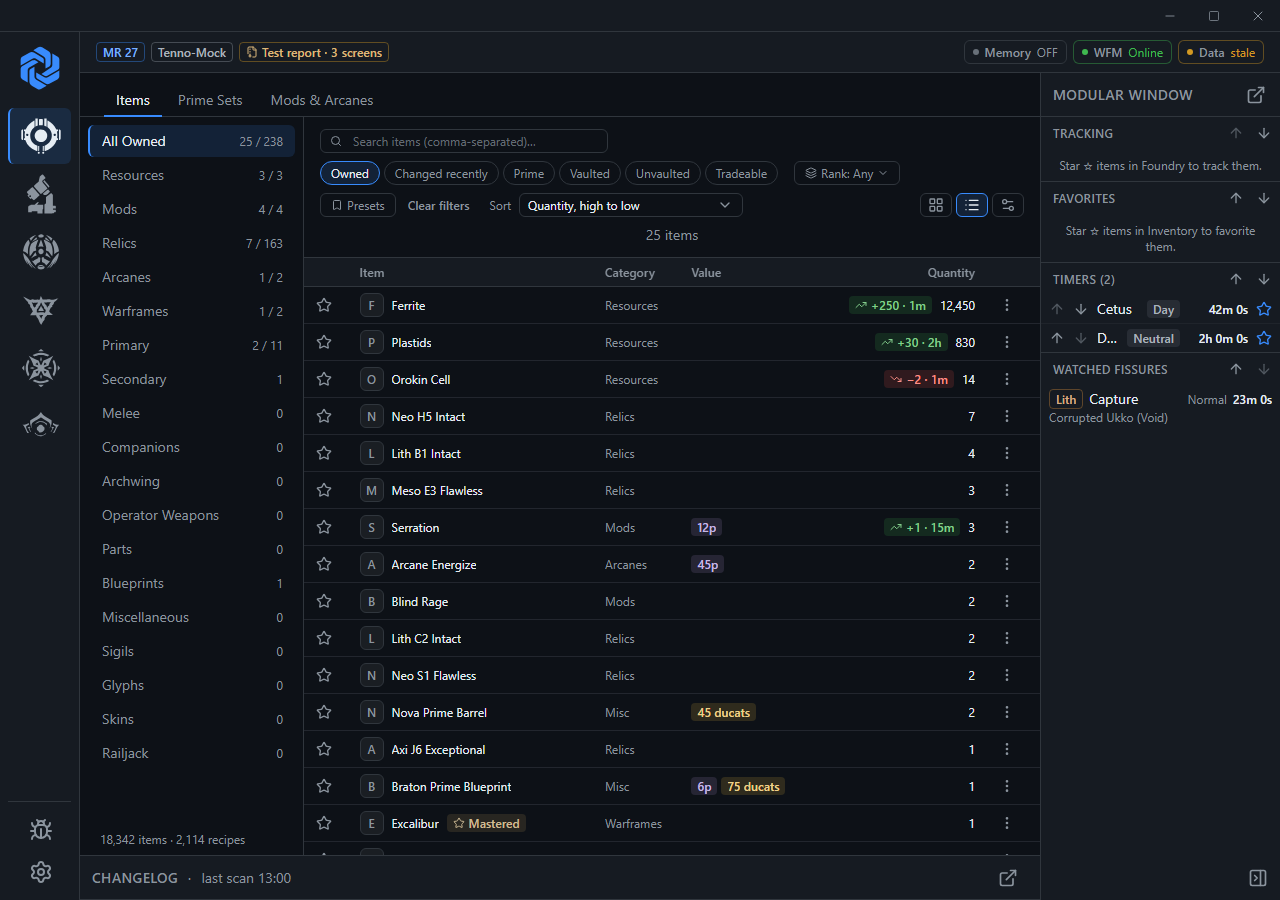 MR 27 Tenno-Mock Test report · 3 screens Memory OFF WFM Online Data stale
Items Prime Sets Mods & Arcanes
All Owned 25 / 238
Resources 3 / 3
Mods 4 / 4
Relics 7 / 163
Arcanes 1 / 2
Warframes 1 / 2
Primary 2 / 11
Secondary 1
Melee 0
Companions 0
Archwing 0
Operator Weapons 0
Parts 0
Blueprints 1
Miscellaneous 0
Sigils 0
Glyphs 0
Skins 0
Railjack 0
18,342 items · 2,114 recipes
Search items (comma-separated)...
Owned Changed recently Prime Vaulted Unvaulted Tradeable Rank: Any
Presets Clear filters Sort Quantity, high to low
25 items
Item Category Value Quantity
F Ferrite Resources +250 · 1m 12,450
P Plastids Resources +30 · 2h 830
O Orokin Cell Resources −2 · 1m 14
N Neo H5 Intact Relics 7
L Lith B1 Intact Relics 4
M Meso E3 Flawless Relics 3
S Serration Mods 12p +1 · 15m 3
A Arcane Energize Arcanes 45p 2
B Blind Rage Mods 2
L Lith C2 Intact Relics 2
N Neo S1 Flawless Relics 2
N Nova Prime Barrel Misc 45 ducats 2
A Axi J6 Exceptional Relics 1
B Braton Prime Blueprint Misc 6p 75 ducats 1
E Excalibur Mastered Warframes 1
CHANGELOG · last scan 13:00
MODULAR WINDOW
TRACKING
Star ☆ items in Foundry to track them.
FAVORITES
Star ☆ items in Inventory to favorite
them.
TIMERS (2)
Cetus Day 42m 0s
D... Neutral 2h 0m 0s
WATCHED FISSURES
Lith Capture Normal 23m 0s
Corrupted Ukko (Void)